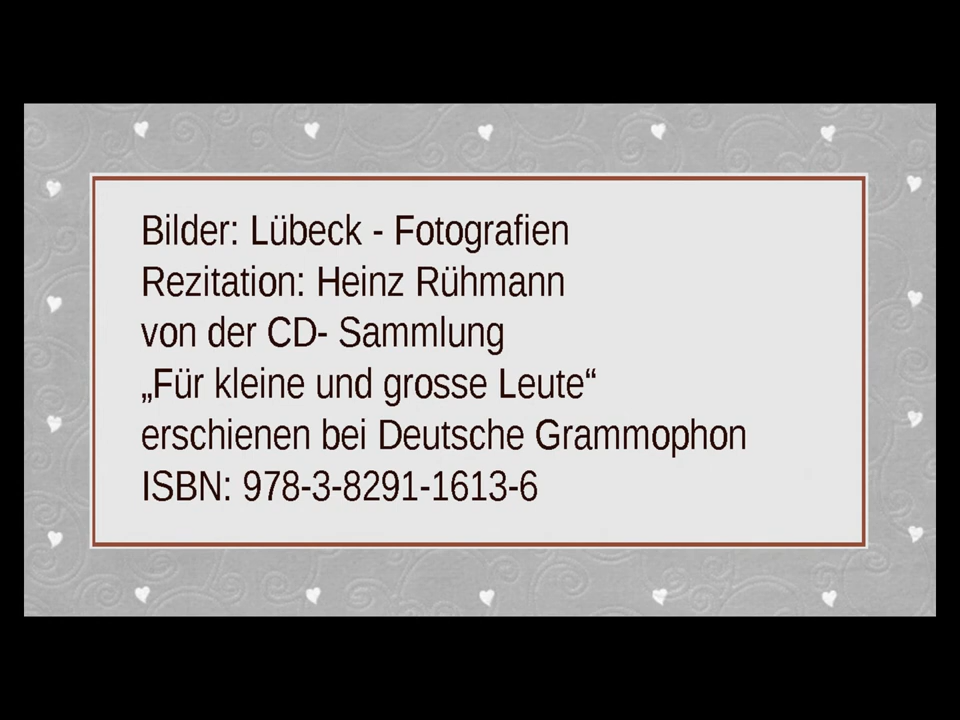 Bilder: Lübeck - Fotografien
Rezitation: Heinz Rühmann
von der CD- Sammlung
„Für kleine und grosse Leute“
erschienen bei Deutsche Grammophon
ISBN: 978-3-8291-1613-6